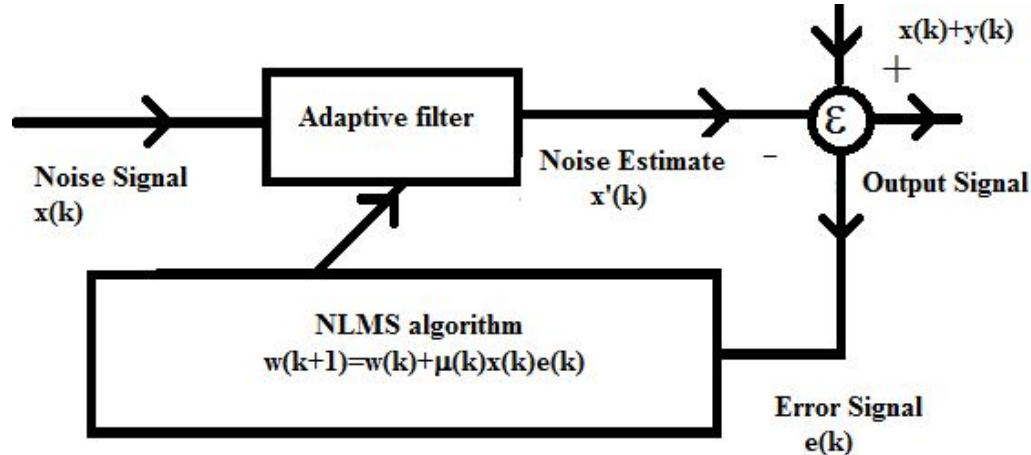 x(k)+y(k)
+
Adaptive filter
ε
Noise Signal
x(k)
Noise Estimate
x'(k)
-
Output Signal
NLMS algorithm
w(k+1)=w(k)+μ(k)x(k)e(k)
Error Signal
e(k)